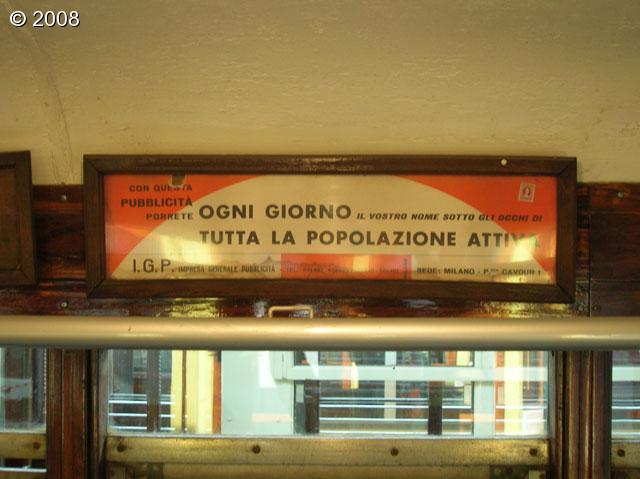 © 2008
CON QUESTA
PUBBLICITÀ
PORRETE
OGNI GIORNO IL VOSTRO NOME SOTTO GLI OCCHI DI
TUTTA LA POPOLAZIONE ATTIVA
I.G.P. IMPRESA GENERALE PUBBLICITÀ SEDE: MILANO - P.ZZA CAVOUR 1